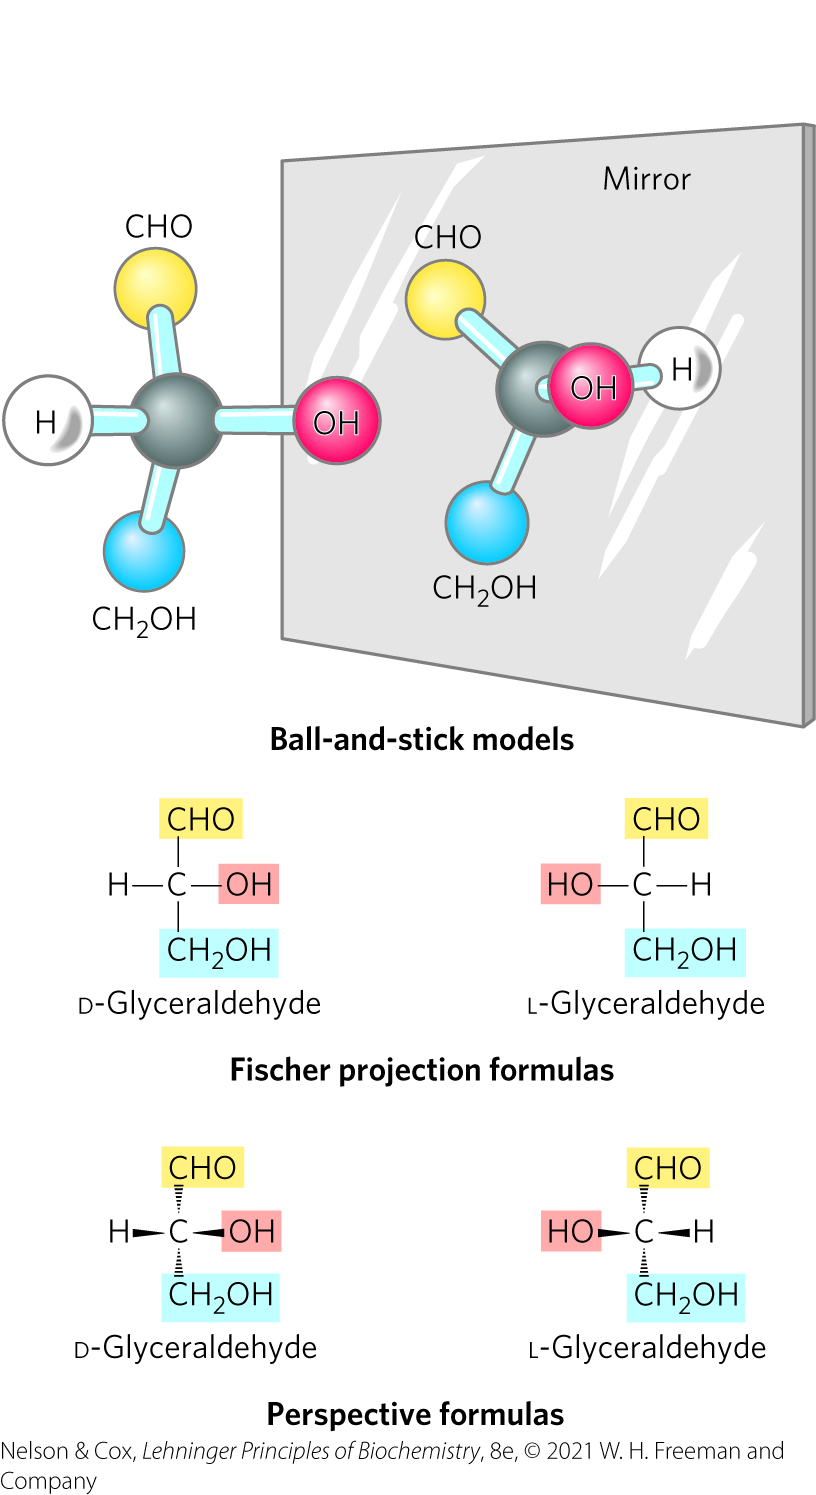 Mirror
CHO
CHO
H
OH
OH
H
CH₂OH
CH₂OH
Ball-and-stick models
CHO CHO
H C OH HO C H
CH₂OH CH₂OH
D-Glyceraldehyde L-Glyceraldehyde
Fischer projection formulas
CHO CHO
H C OH HO C H
CH₂OH CH₂OH
D-Glyceraldehyde L-Glyceraldehyde
Perspective formulas
Nelson & Cox, Lehninger Principles of Biochemistry, 8e, © 2021 W. H. Freeman and
Company